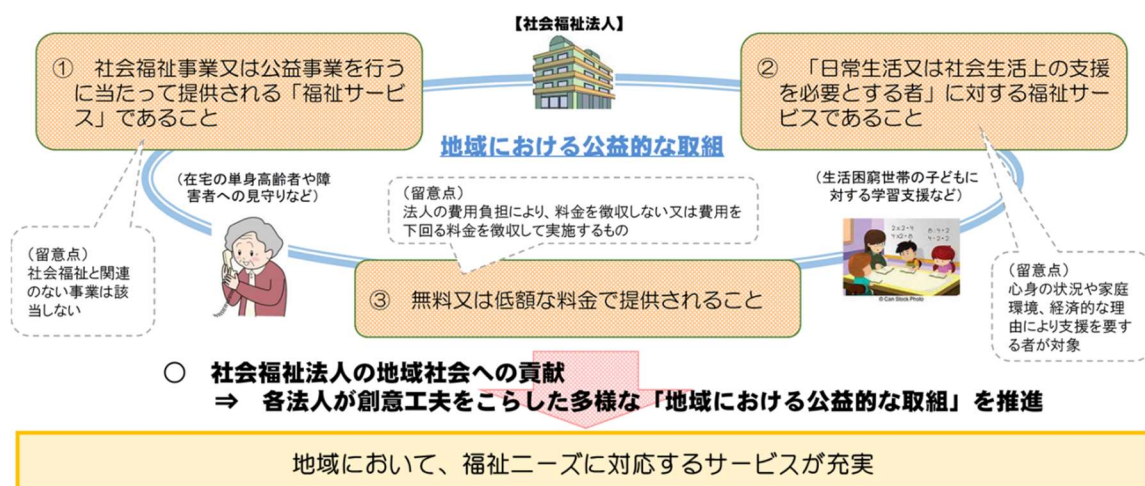 【社会福祉法人】
① 社会福祉事業又は公益事業を行う
に当たって提供される「福祉サービ
ス」であること
② 「日常生活又は社会生活上の支援
を必要とする者」に対する福祉サー
ビスであること
地域における公益的な取組
(在宅の単身高齢者や障
害者への見守りなど)
(留意点)
法人の費用負担により、料金を徴収しない又は費用を
下回る料金を徴収して実施するもの
(生活困窮世帯の子どもに
対する学習支援など)
(留意点)
社会福祉と関連
のない事業は該
当しない
© Can Stock Photo
(留意点)
心身の状況や家庭
環境、経済的な理
由により支援を要す
る者が対象
③ 無料又は低額な料金で提供されること
○ 社会福祉法人の地域社会への貢献
⇒ 各法人が創意工夫をこらした多様な「地域における公益的な取組」を推進
地域において、福祉ニーズに対応するサービスが充実